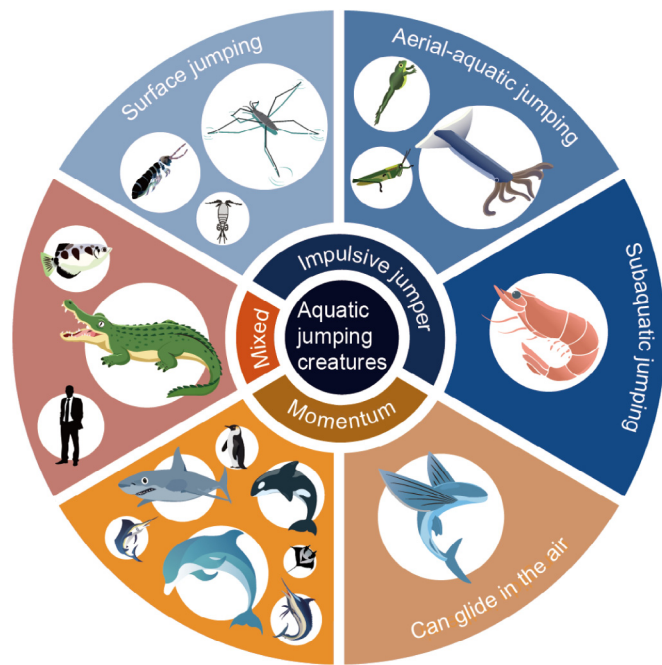 Surface jumping
Aerial-aquatic jumping
Subaquatic jumping
Can glide in the air
Impulsive jumper
Mixed
Momentum
Aquatic
jumping
creatures